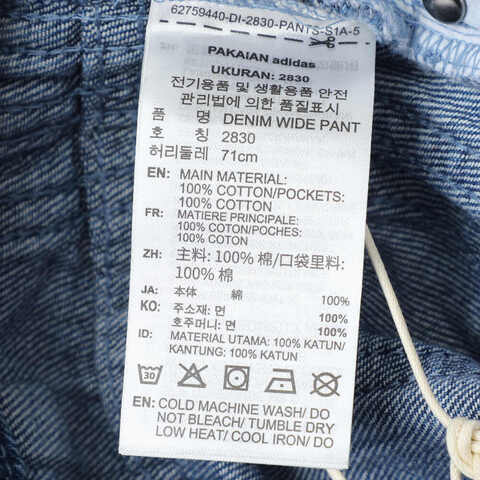 62759440-DI-2830-PANTS-S1A-5
PAKAIAN adidas
UKURAN: 2830
전기용품 및 생활용품 안전
관리법에 의한 품질표시
품 명 DENIM WIDE PANT
호 칭 2830
허리둘레 71cm
EN: MAIN MATERIAL:
100% COTTON/POCKETS:
100% COTTON
FR: MATIERE PRINCIPALE:
100% COTON/POCHES:
100% COTON
ZH: 主料: 100% 棉/口袋里料:
100% 棉
JA: 本体 綿 100%
KO: 주소재: 면 100%
호주머니: 면 100%
ID: MATERIAL UTAMA: 100% KATUN/
KANTUNG: 100% KATUN
30
EN: COLD MACHINE WASH/ DO
NOT BLEACH/ TUMBLE DRY
LOW HEAT/ COOL IRON/ DO